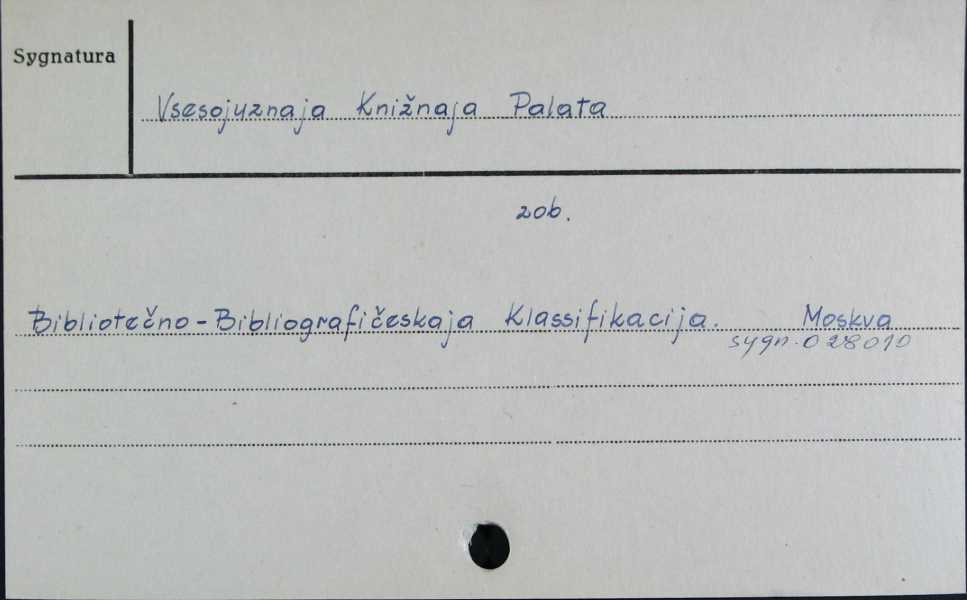 Sygnatura
Vsesojuznaja Knižnaja Palata
zob.
Bibliotečno-Bibliografičeskaja Klassifikacija. Moskva
sygn. 028010